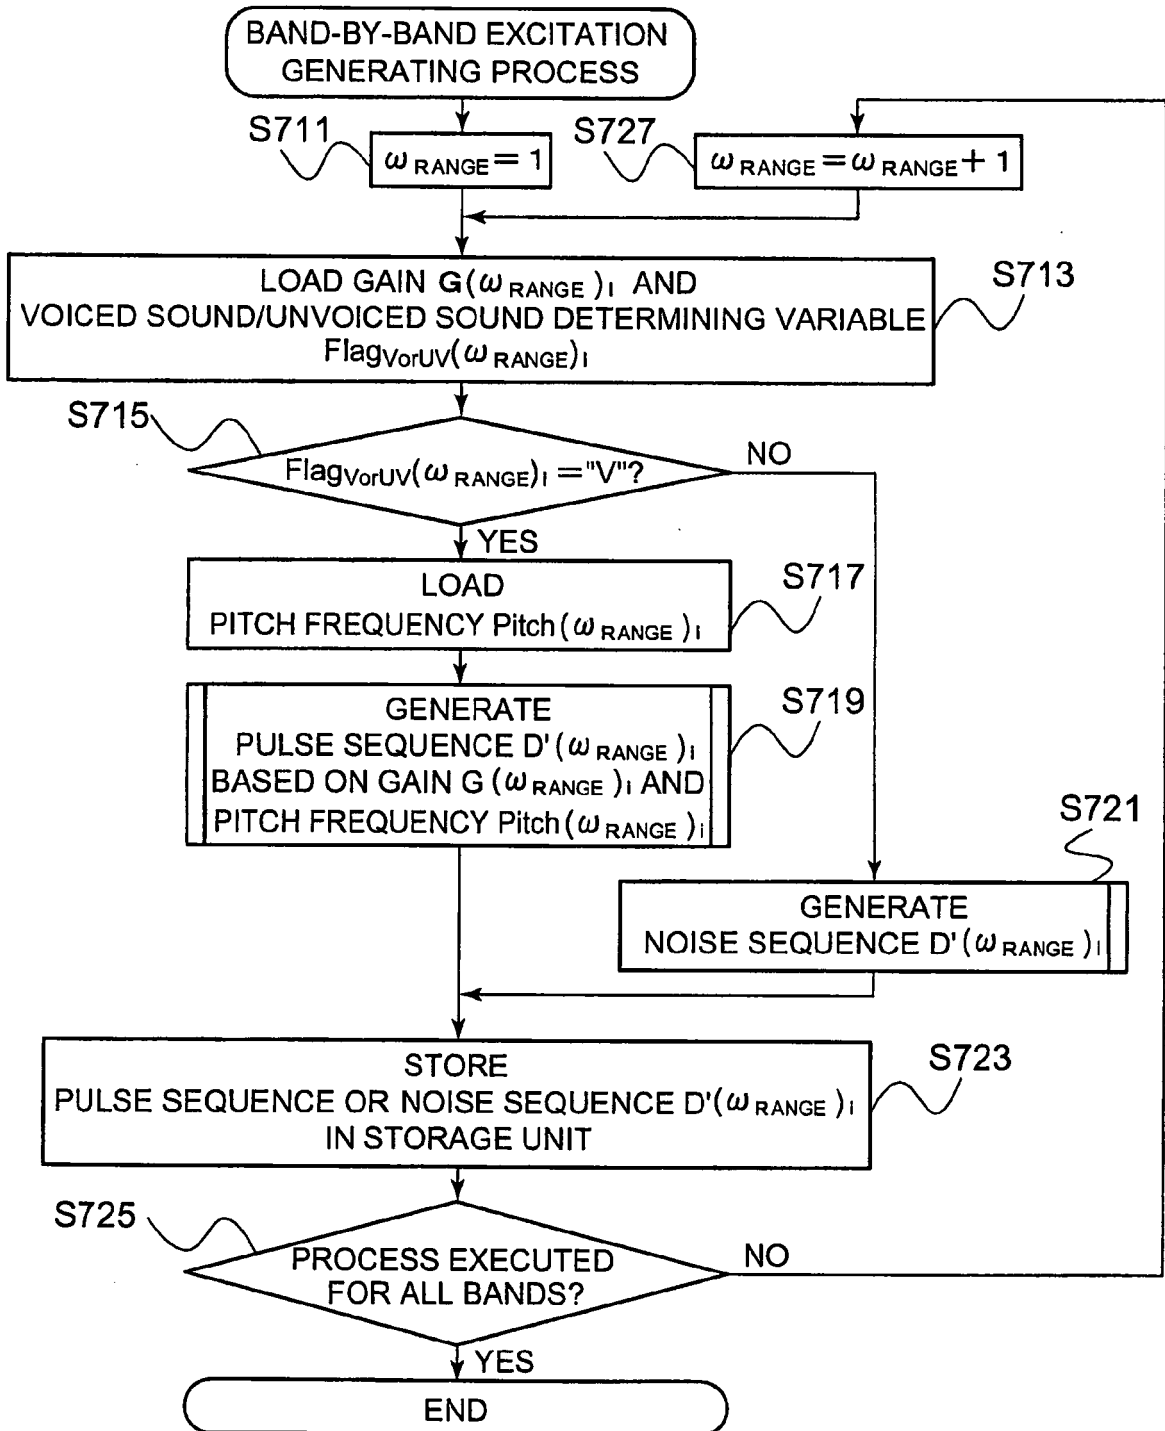 BAND-BY-BAND EXCITATION
GENERATING PROCESS
S711
ω RANGE = 1
S727
ω RANGE = ω RANGE + 1
LOAD GAIN G(ω RANGE)I AND
VOICED SOUND/UNVOICED SOUND DETERMINING VARIABLE
FlagVorUV(ω RANGE)I
S713
S715
FlagVorUV(ω RANGE)I ="V"?
NO
YES
LOAD
PITCH FREQUENCY Pitch(ω RANGE)I
S717
GENERATE
PULSE SEQUENCE D'(ω RANGE)I
BASED ON GAIN G(ω RANGE)I AND
PITCH FREQUENCY Pitch(ω RANGE)I
S719
S721
GENERATE
NOISE SEQUENCE D'(ω RANGE)I
STORE
PULSE SEQUENCE OR NOISE SEQUENCE D'(ω RANGE)I
IN STORAGE UNIT
S723
S725
PROCESS EXECUTED
FOR ALL BANDS?
NO
YES
END